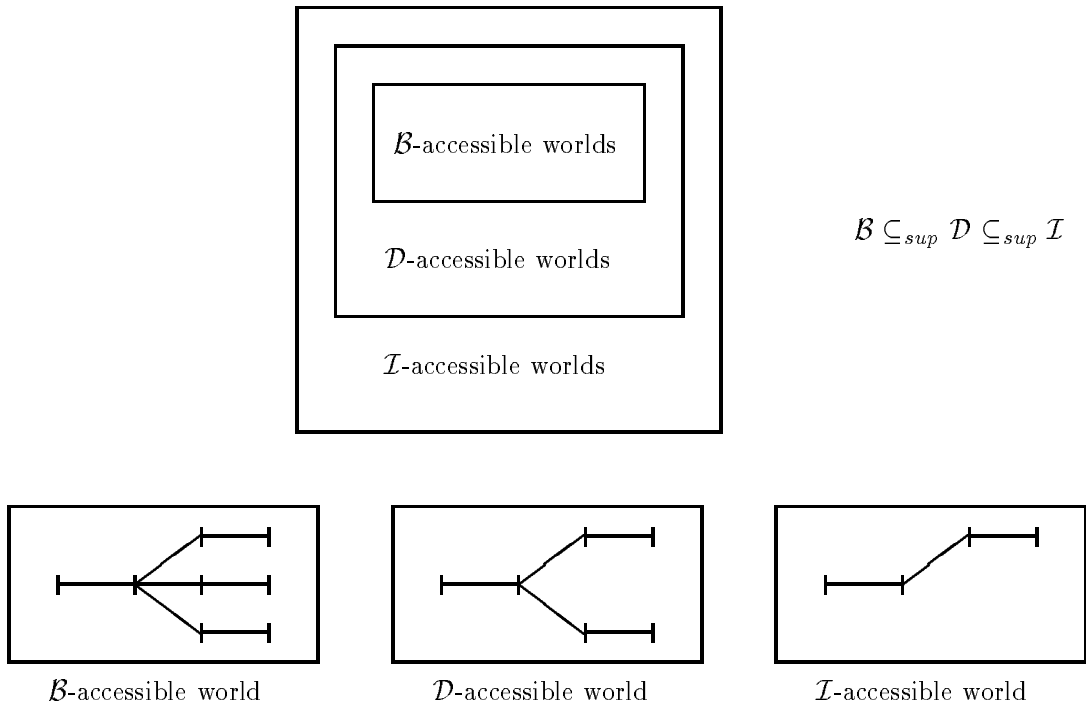 ℬ-accessible worlds
ℬ ⊆sup 𝒟 ⊆sup ℐ
𝒟-accessible worlds
ℐ-accessible worlds
ℬ-accessible world
𝒟-accessible world
ℐ-accessible world